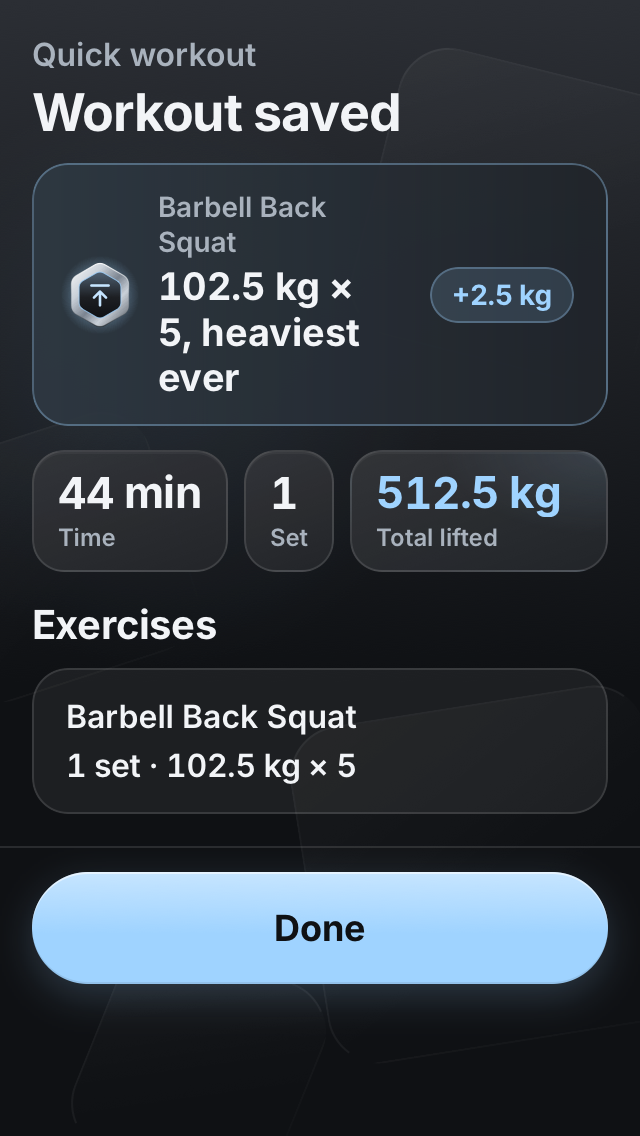 Quick workout
Workout saved
Barbell Back
Squat
102.5 kg ×
5, heaviest
ever
+2.5 kg
44 min
Time
1
Set
512.5 kg
Total lifted
Exercises
Barbell Back Squat
1 set · 102.5 kg × 5
Done